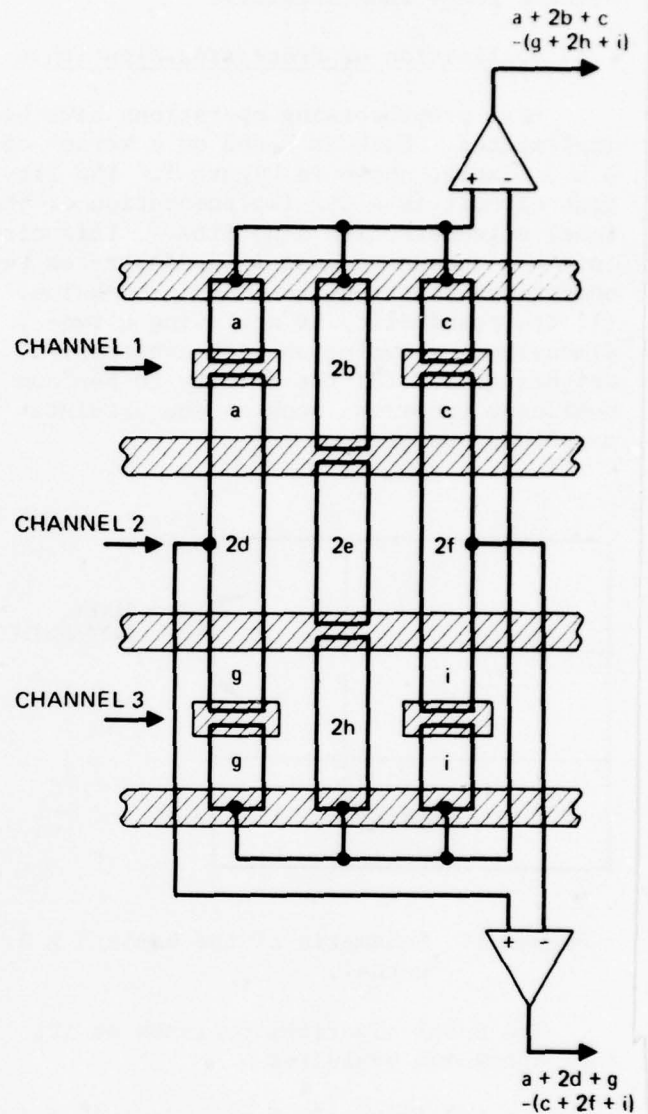 a + 2b + c
-(g + 2h + i)
+ -
a c
CHANNEL 1
2b
a c
CHANNEL 2
2d 2e 2f
g i
CHANNEL 3
2h
g i
+ -
a + 2d + g
-(c + 2f + i)